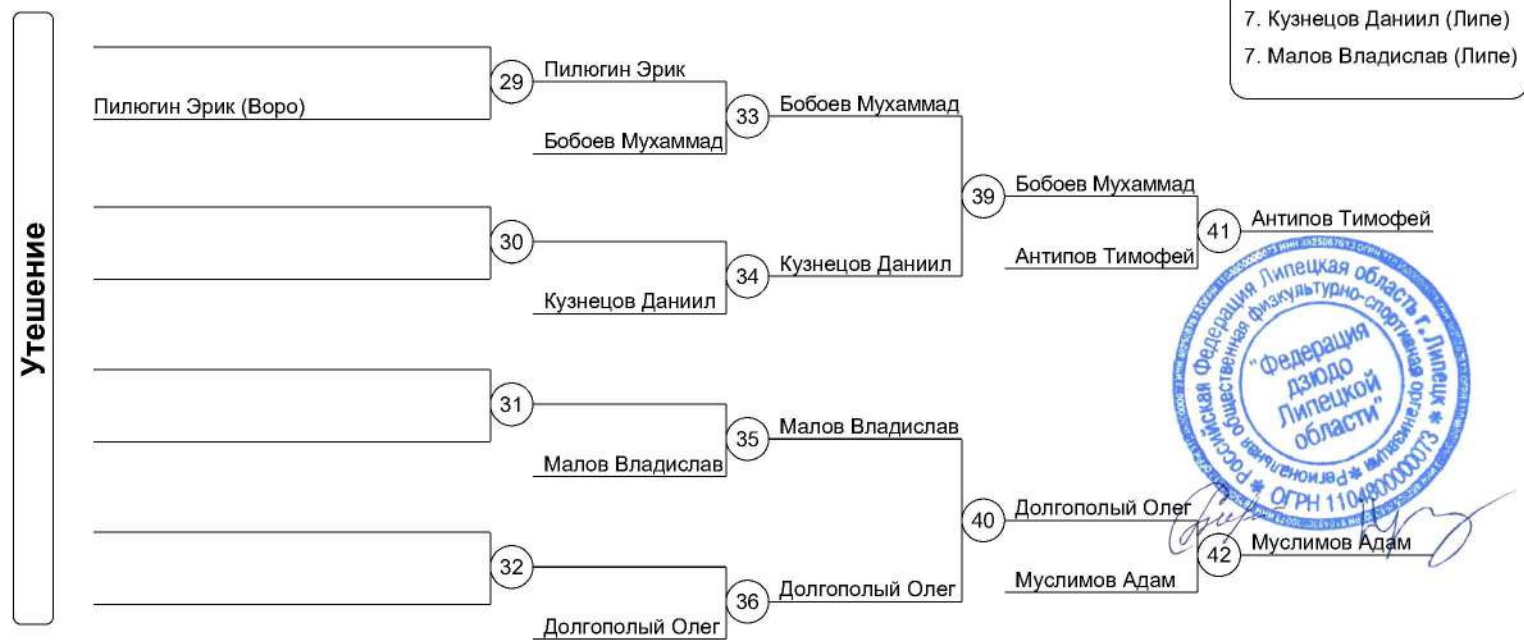 7. Кузнецов Даниил (Липе)
7. Малов Владислав (Липе)
Утешение
29
Пилюгин Эрик
Пилюгин Эрик (Воро)
33
Бобоев Мухаммад
Бобоев Мухаммад
39
Бобоев Мухаммад
41
Антипов Тимофей
30
Антипов Тимофей
34
Кузнецов Даниил
Кузнецов Даниил
31
35
Малов Владислав
Малов Владислав
40
Долгополый Олег
42
Муслимов Адам
32
Муслимов Адам
36
Долгополый Олег
Долгополый Олег
Российская Федерация Липецкая область г. Липецк
Региональная общественная физкультурно-спортивная организация
ОГРН 1104800000073
"Федерация
дзюдо
Липецкой
области"